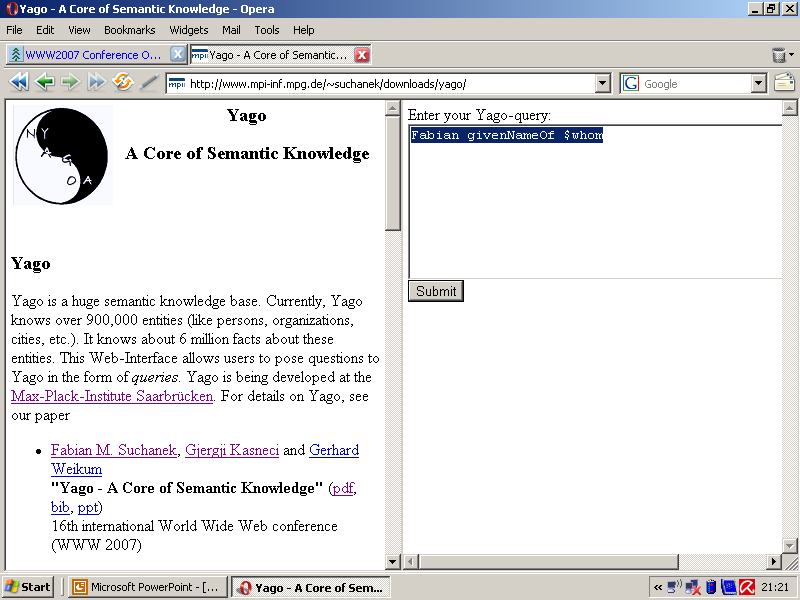 Yago - A Core of Semantic Knowledge - Opera
File Edit View Bookmarks Widgets Mail Tools Help
WWW2007 Conference O...
Yago - A Core of Semantic...
http://www.mpi-inf.mpg.de/~suchanek/downloads/yago/
Google
NYAGOA
Yago
A Core of Semantic Knowledge
Yago
Yago is a huge semantic knowledge base. Currently, Yago
knows over 900,000 entities (like persons, organizations,
cities, etc.). It knows about 6 million facts about these
entities. This Web-Interface allows users to pose questions to
Yago in the form of queries. Yago is being developed at the
Max-Plack-Institute Saarbrücken. For details on Yago, see
our paper
Fabian M. Suchanek, Gjergji Kasneci and Gerhard
Weikum
"Yago - A Core of Semantic Knowledge" (pdf,
bib, ppt)
16th international World Wide Web conference
(WWW 2007)
Enter your Yago-query:
Fabian givenNameOf $whom
Submit
Start
Microsoft PowerPoint - [...
Yago - A Core of Sem...
21:21